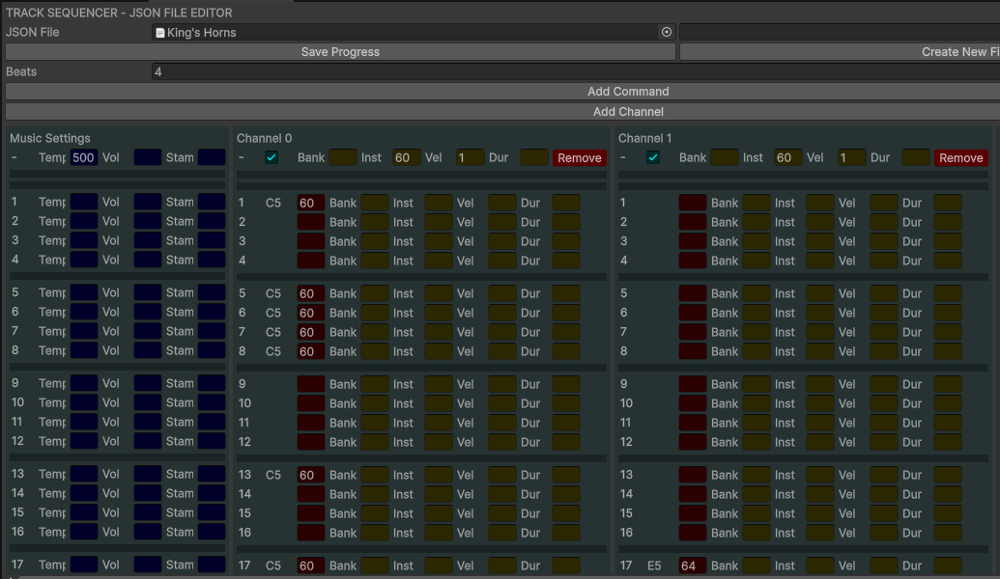 TRACK SEQUENCER - JSON FILE EDITOR
JSON File King's Horns
Save Progress Create New Fi
Beats 4
Add Command
Add Channel
Music Settings Channel 0 Channel 1
- Temp 500 Vol Stam - Bank Inst 60 Vel 1 Dur Remove - Bank Inst 60 Vel 1 Dur Remove
1 Temp Vol Stam 1 C5 60 Bank Inst Vel Dur 1 Bank Inst Vel Dur
2 Temp Vol Stam 2 Bank Inst Vel Dur 2 Bank Inst Vel Dur
3 Temp Vol Stam 3 Bank Inst Vel Dur 3 Bank Inst Vel Dur
4 Temp Vol Stam 4 Bank Inst Vel Dur 4 Bank Inst Vel Dur
5 Temp Vol Stam 5 C5 60 Bank Inst Vel Dur 5 Bank Inst Vel Dur
6 Temp Vol Stam 6 C5 60 Bank Inst Vel Dur 6 Bank Inst Vel Dur
7 Temp Vol Stam 7 C5 60 Bank Inst Vel Dur 7 Bank Inst Vel Dur
8 Temp Vol Stam 8 C5 60 Bank Inst Vel Dur 8 Bank Inst Vel Dur
9 Temp Vol Stam 9 Bank Inst Vel Dur 9 Bank Inst Vel Dur
10 Temp Vol Stam 10 Bank Inst Vel Dur 10 Bank Inst Vel Dur
11 Temp Vol Stam 11 Bank Inst Vel Dur 11 Bank Inst Vel Dur
12 Temp Vol Stam 12 Bank Inst Vel Dur 12 Bank Inst Vel Dur
13 Temp Vol Stam 13 C5 60 Bank Inst Vel Dur 13 Bank Inst Vel Dur
14 Temp Vol Stam 14 Bank Inst Vel Dur 14 Bank Inst Vel Dur
15 Temp Vol Stam 15 Bank Inst Vel Dur 15 Bank Inst Vel Dur
16 Temp Vol Stam 16 Bank Inst Vel Dur 16 Bank Inst Vel Dur
17 Temp Vol Stam 17 C5 60 Bank Inst Vel Dur 17 E5 64 Bank Inst Vel Dur